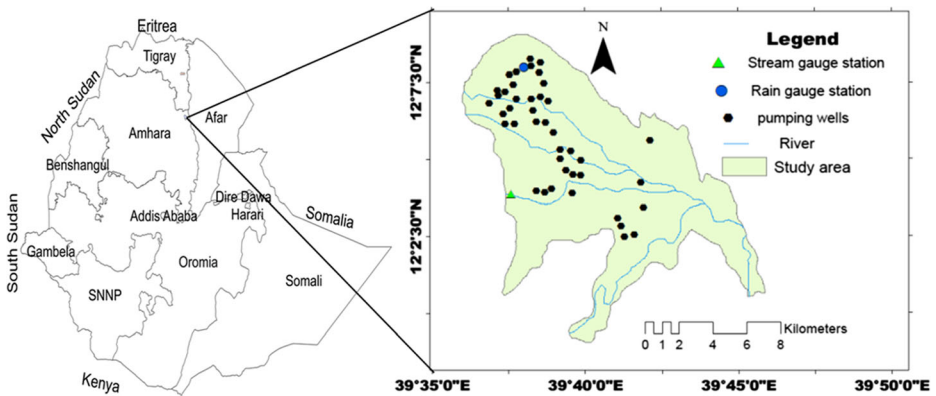 Eritrea
Tigray
North Sudan
Afar
Amhara
Benshangul
Dire Dawa
Harari
Addis Ababa
Somalia
South Sudan
Gambela
Oromia
Somali
SNNP
Kenya
N
Legend
Stream gauge station
Rain gauge station
pumping wells
River
Study area
12°7'30"N
12°2'30"N
Kilometers
0 1 2 4 6 8
39°35'0"E 39°40'0"E 39°45'0"E 39°50'0"E